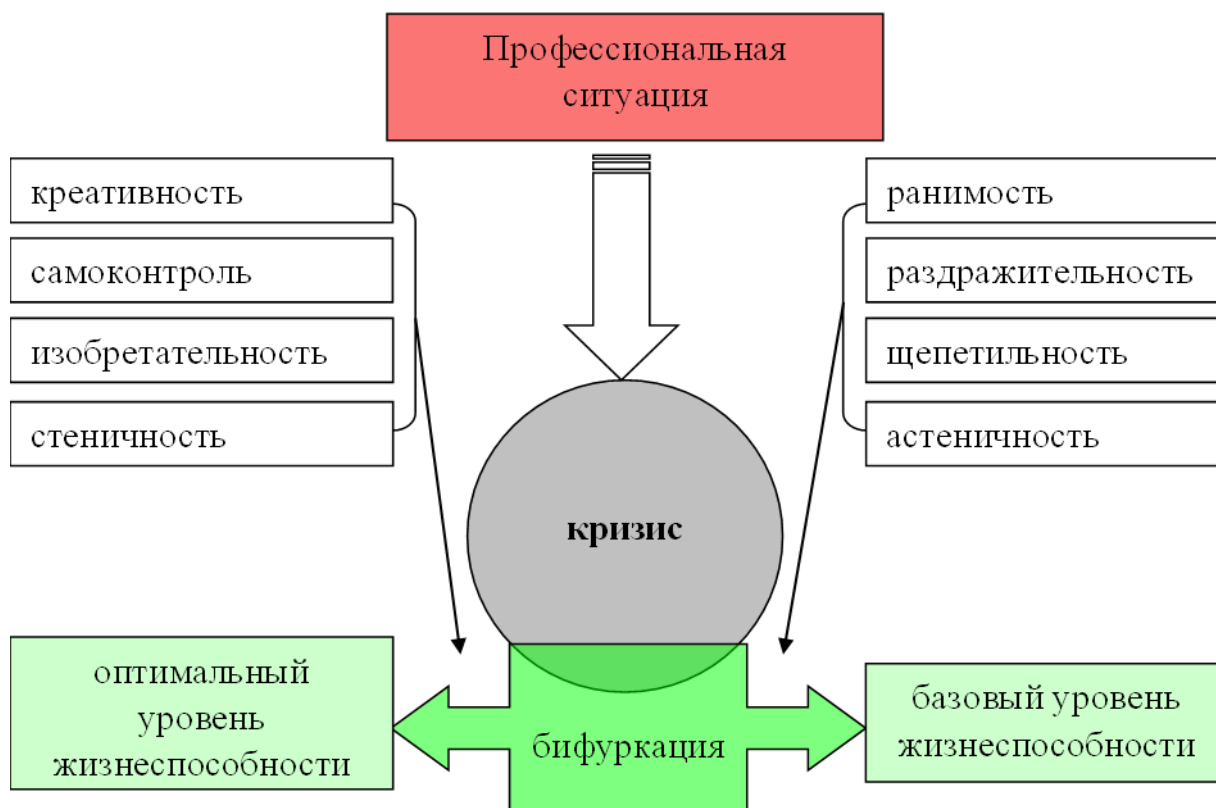 Профессиональная
ситуация
креативность
самоконтроль
изобретательность
стеничность
ранимость
раздражительность
щепетильность
астеничность
кризис
оптимальный
уровень
жизнеспособности
бифуркация
базовый уровень
жизнеспособности